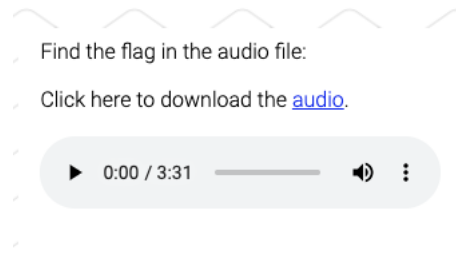 Find the flag in the audio file:
Click here to download the audio.
0:00 / 3:31